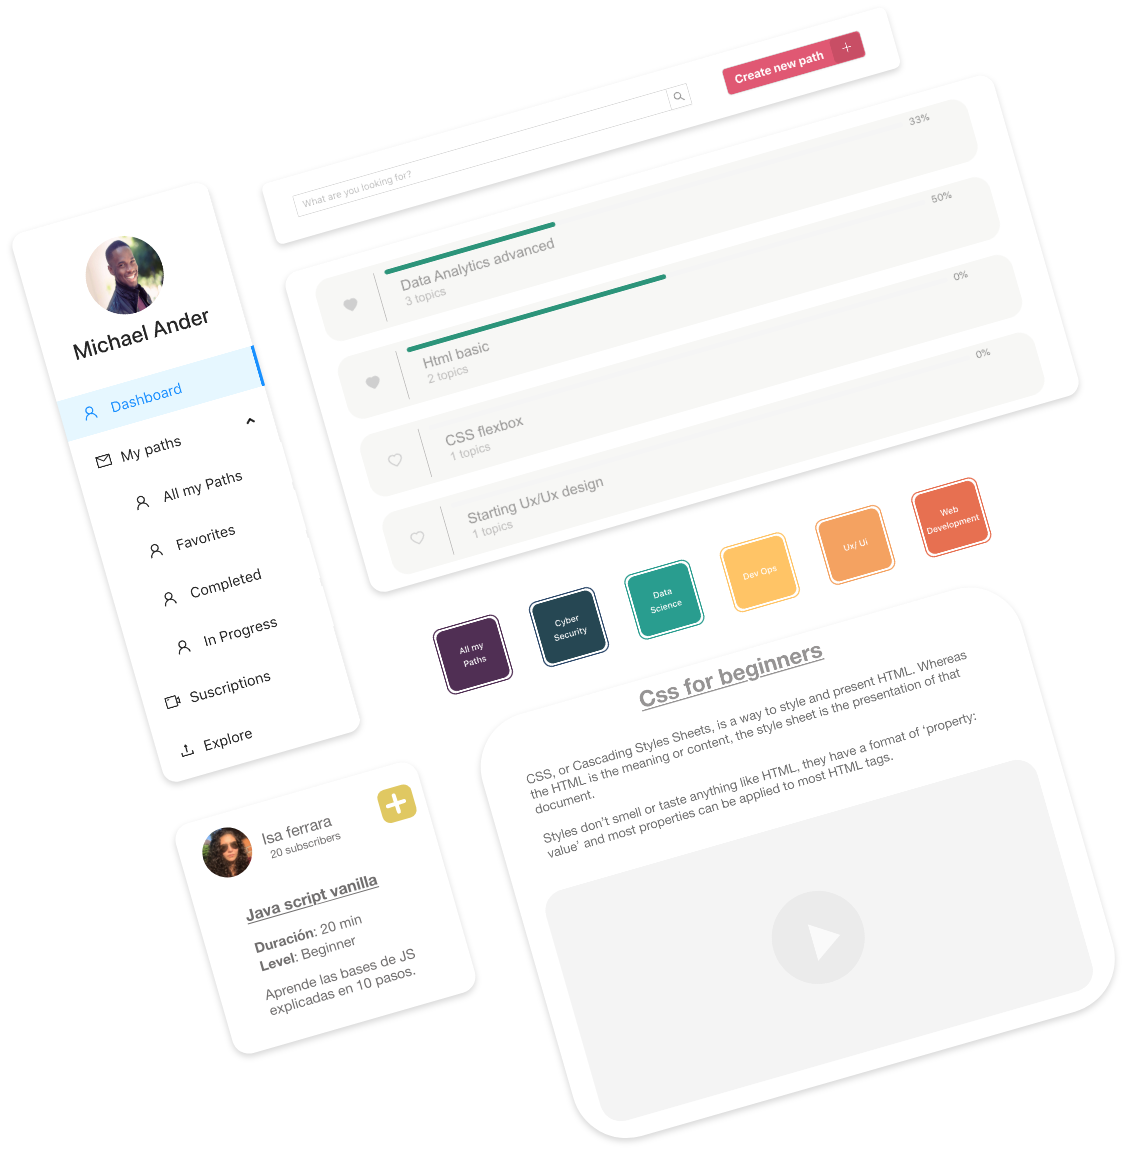 Create new path
What are you looking for?
33%
Data Analytics advanced
3 topics
50%
Html basic
2 topics
0%
CSS flexbox
1 topics
0%
Starting Ux/Ux design
1 topics
Michael Ander
Dashboard
My paths
All my Paths
Favorites
Completed
In Progress
Suscriptions
Explore
All my
Paths
Cyber
Security
Data
Science
Dev Ops
Ux/ Ui
Web
Development
Isa ferrara
20 subscribers
Java script vanilla
Duración: 20 min
Level: Beginner
Aprende las bases de JS
explicadas en 10 pasos.
Css for beginners
CSS, or Cascading Styles Sheets, is a way to style and present HTML. Whereas
the HTML is the meaning or content, the style sheet is the presentation of that
document.
Styles don't smell or taste anything like HTML, they have a format of ‘property:
value’ and most properties can be applied to most HTML tags.